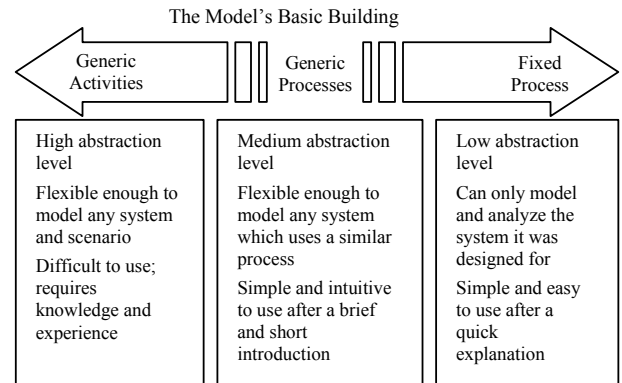 The Model's Basic Building
Generic
Activities
Generic
Processes
Fixed
Process
High abstraction
level
Flexible enough to
model any system
and scenario
Difficult to use;
requires
knowledge and
experience
Medium abstraction
level
Flexible enough to
model any system
which uses a similar
process
Simple and intuitive
to use after a brief
and short
introduction
Low abstraction
level
Can only model
and analyze the
system it was
designed for
Simple and easy
to use after a
quick
explanation